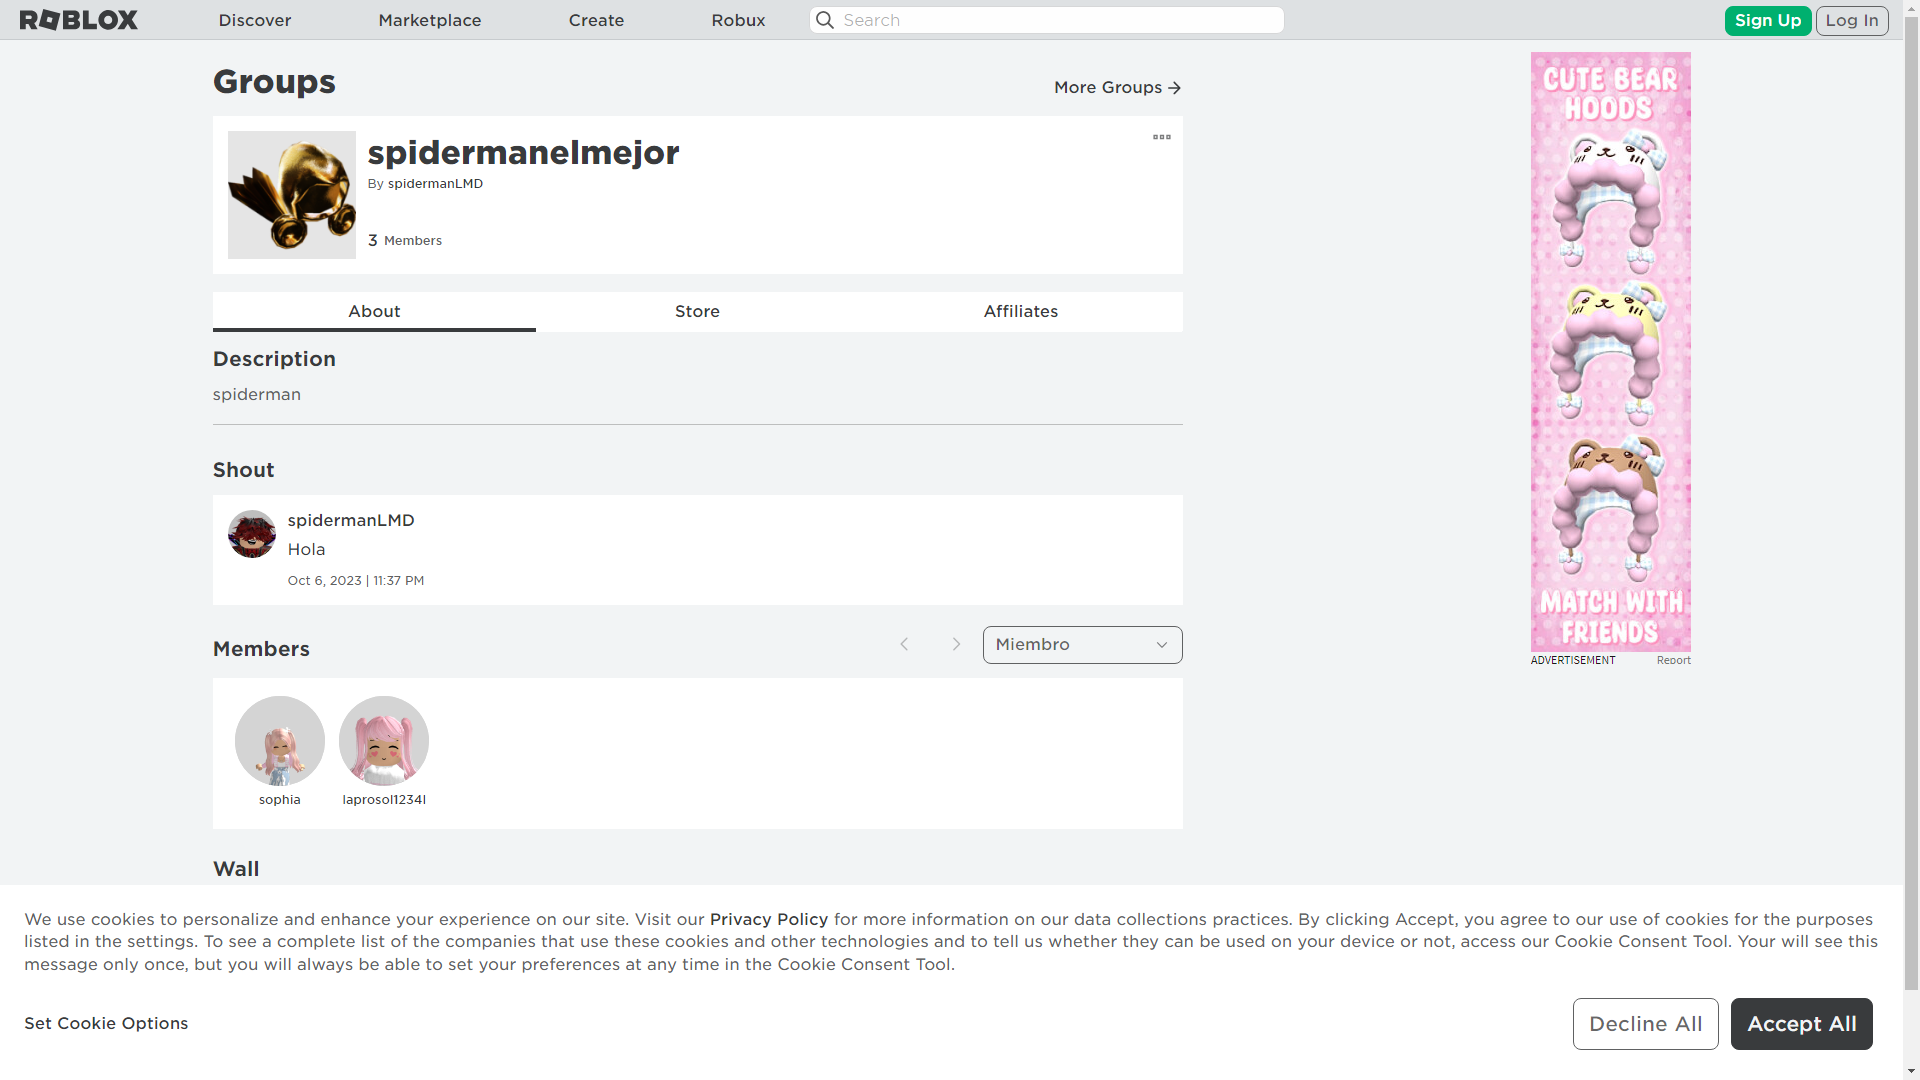 ROBLOX Discover Marketplace Create Robux Search Sign Up Log In
Groups
More Groups
spidermanelmejor
By spidermanLMD
3 Members
About Store Affiliates
Description
spiderman
Shout
spidermanLMD
Hola
Oct 6, 2023 | 11:37 PM
Members
Miembro
sophia laprosol1234l
Wall
CUTE BEAR
HOODS
MATCH WITH
FRIENDS
ADVERTISEMENT Report
We use cookies to personalize and enhance your experience on our site. Visit our Privacy Policy for more information on our data collections practices. By clicking Accept, you agree to our use of cookies for the purposes
listed in the settings. To see a complete list of the companies that use these cookies and other technologies and to tell us whether they can be used on your device or not, access our Cookie Consent Tool. Your will see this
message only once, but you will always be able to set your preferences at any time in the Cookie Consent Tool.
Set Cookie Options
Decline All
Accept All